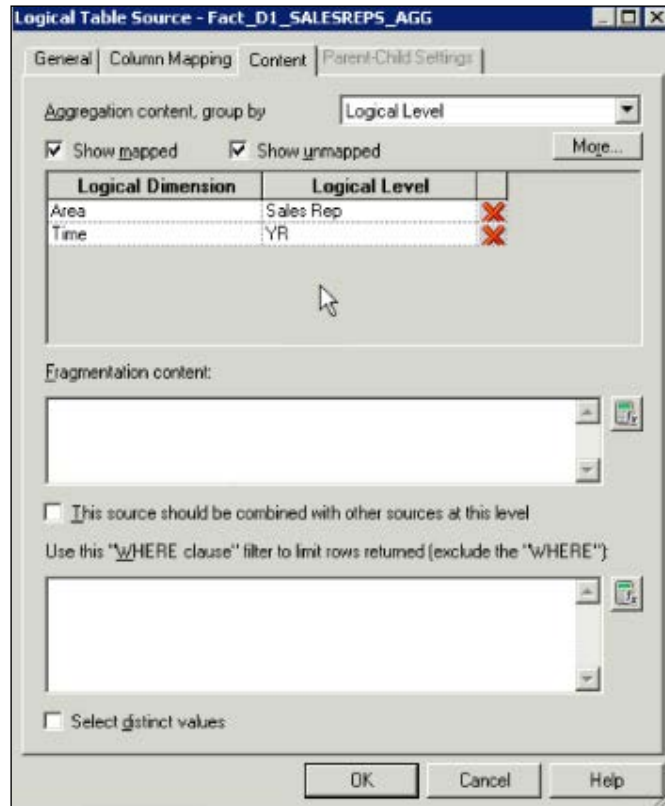 Logical Table Source - Fact_D1_SALESREPS_AGG
General Column Mapping Content Parent-Child Settings
Aggregation content, group by Logical Level
Show mapped Show unmapped More...
Logical Dimension Logical Level
Area Sales Rep
Time YR
Fragmentation content:
This source should be combined with other sources at this level
Use this "WHERE clause" filter to limit rows returned (exclude the "WHERE")
Select distinct values
OK Cancel Help